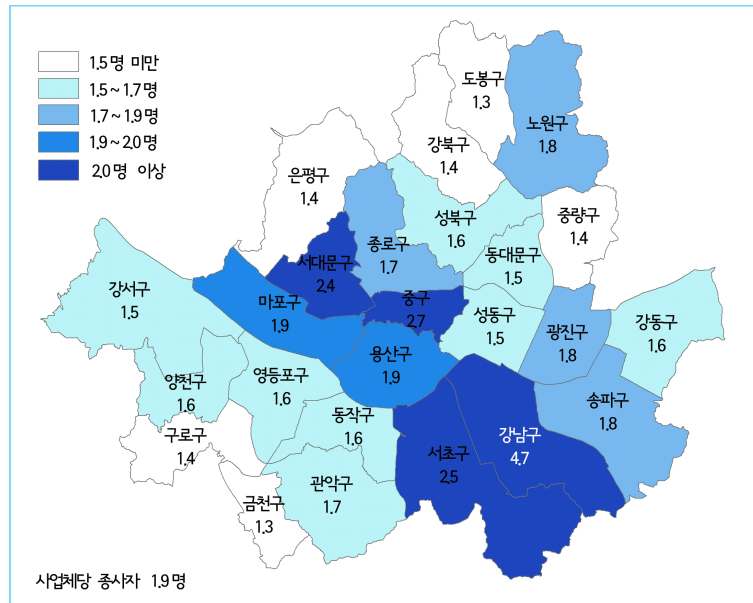 1.5명 미만
1.5~1.7명
1.7~1.9명
1.9~2.0명
2.0명 이상
도봉구
1.3
노원구
1.8
강북구
1.4
은평구
1.4
성북구
1.6
중량구
1.4
종로구
1.7
동대문구
1.5
서대문구
2.4
강서구
1.5
마포구
1.9
중구
2.7
성동구
1.5
광진구
1.8
강동구
1.6
용산구
1.9
양천구
1.6
영등포구
1.6
동작구
1.6
송파구
1.8
구로구
1.4
서초구
2.5
강남구
4.7
관악구
1.7
금천구
1.3
사업체당 종사자 1.9명